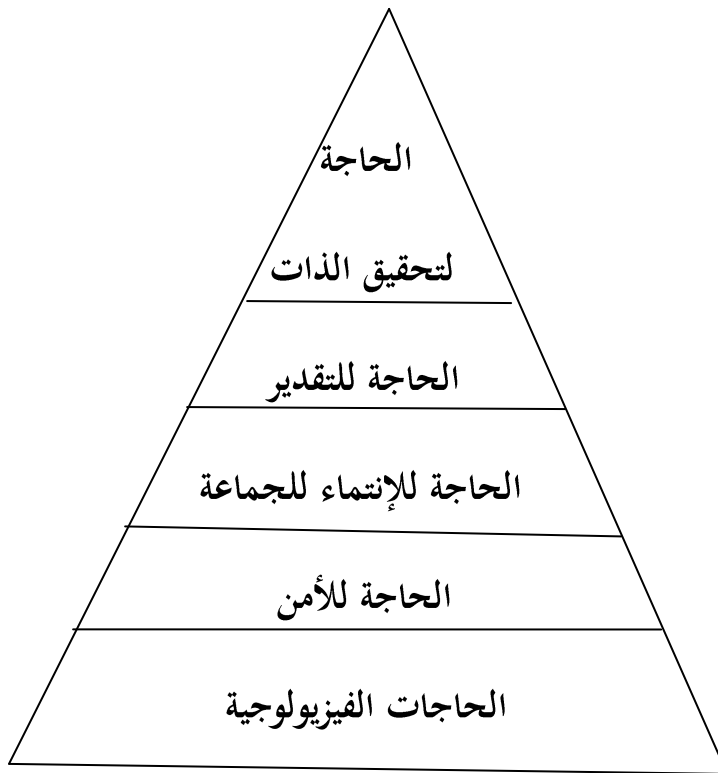 الحاجة
لتحقيق الذات
الحاجة للتقدير
الحاجة للإنتماء للجماعة
الحاجة للأمن
الحاجات الفيزيولوجية